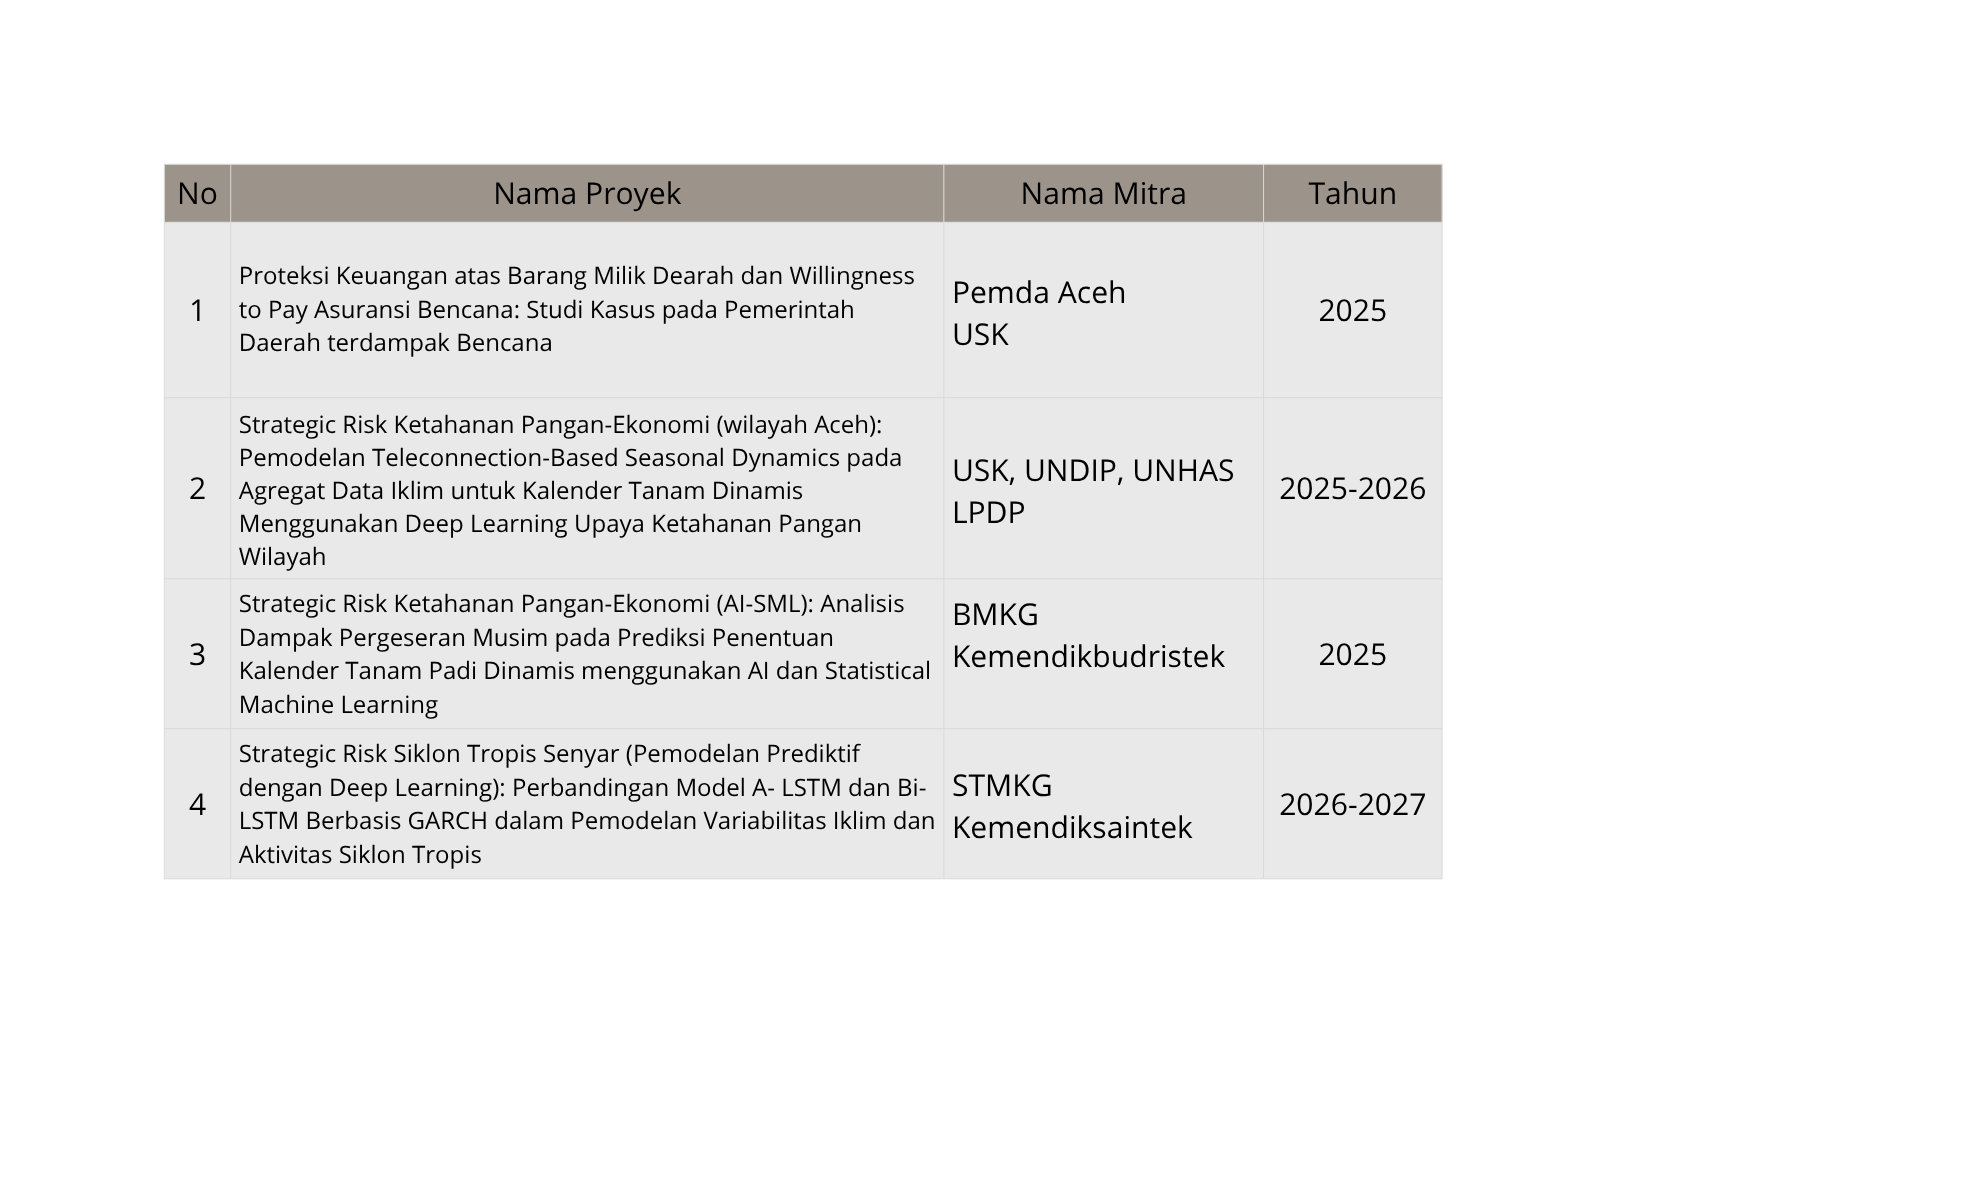 No Nama Proyek Nama Mitra Tahun
1
Proteksi Keuangan atas Barang Milik Dearah dan Willingness
to Pay Asuransi Bencana: Studi Kasus pada Pemerintah
Daerah terdampak Bencana
Pemda Aceh
USK
2025
2
Strategic Risk Ketahanan Pangan-Ekonomi (wilayah Aceh):
Pemodelan Teleconnection-Based Seasonal Dynamics pada
Agregat Data Iklim untuk Kalender Tanam Dinamis
Menggunakan Deep Learning Upaya Ketahanan Pangan
Wilayah
USK, UNDIP, UNHAS
LPDP
2025-2026
3
Strategic Risk Ketahanan Pangan-Ekonomi (AI-SML): Analisis
Dampak Pergeseran Musim pada Prediksi Penentuan
Kalender Tanam Padi Dinamis menggunakan AI dan Statistical
Machine Learning
BMKG
Kemendikbudristek
2025
4
Strategic Risk Siklon Tropis Senyar (Pemodelan Prediktif
dengan Deep Learning): Perbandingan Model A- LSTM dan Bi-
LSTM Berbasis GARCH dalam Pemodelan Variabilitas Iklim dan
Aktivitas Siklon Tropis
STMKG
Kemendiksaintek
2026-2027